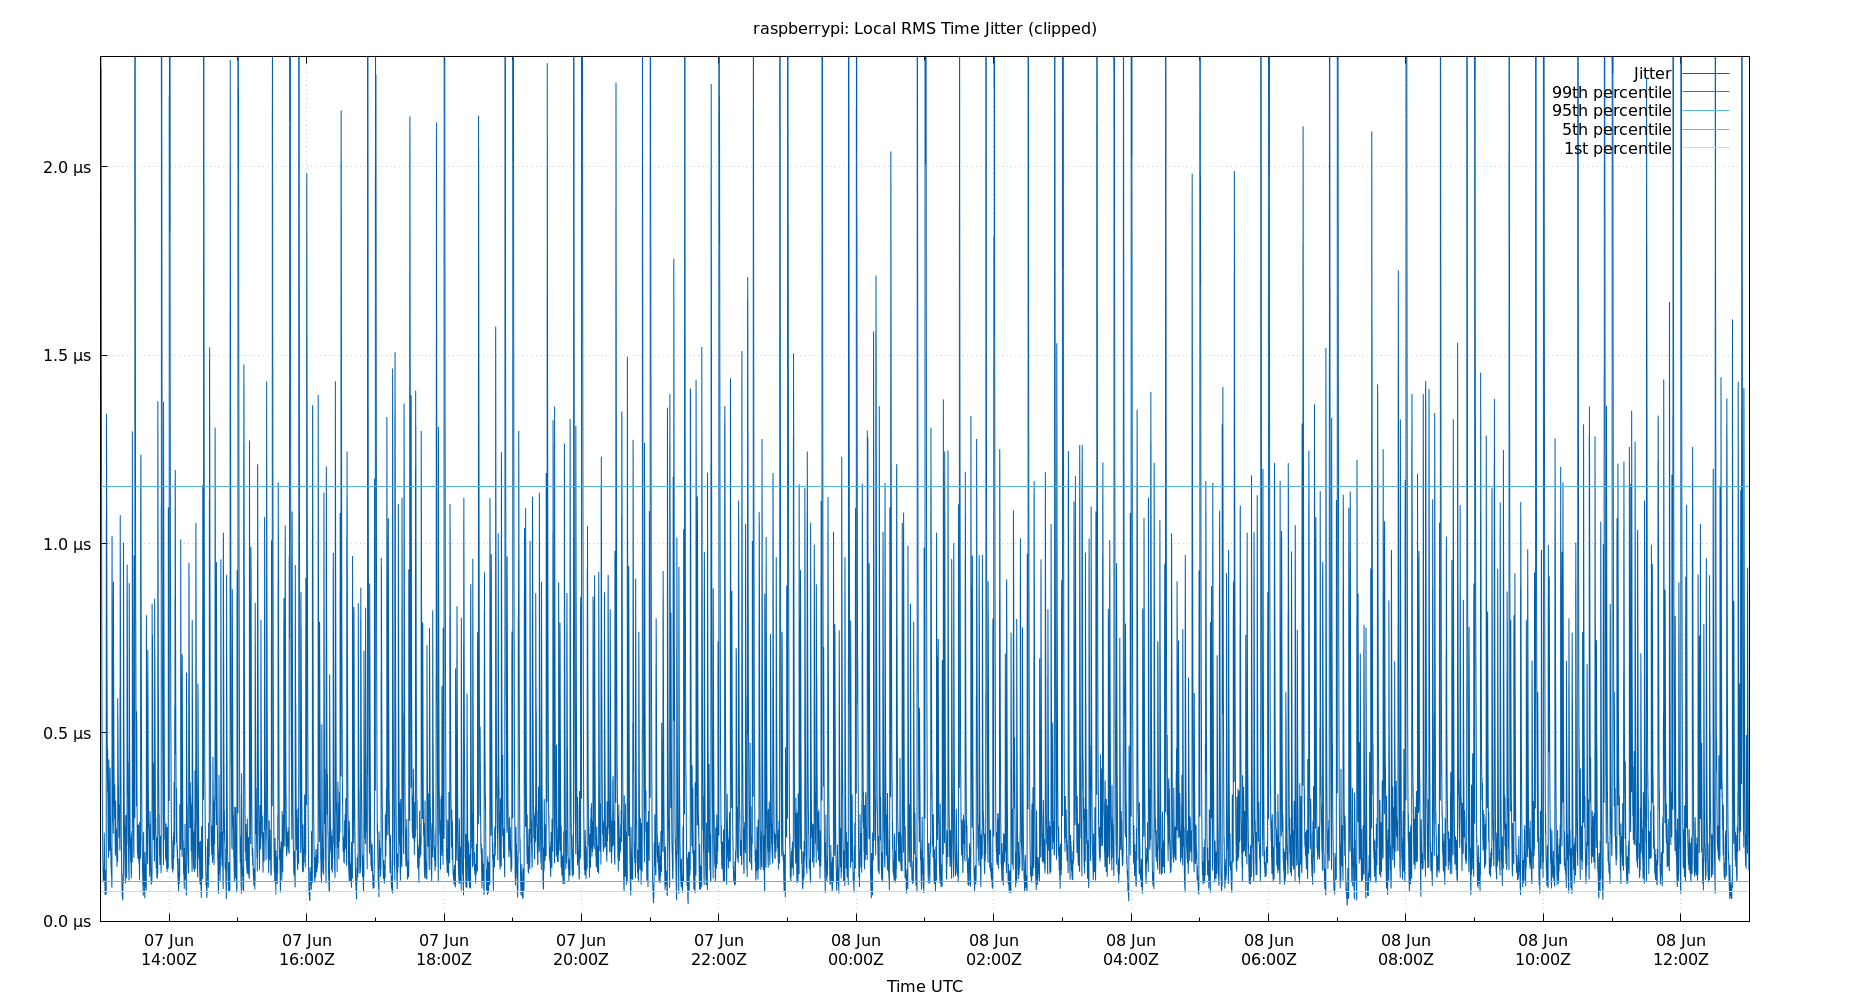 raspberrypi: Local RMS Time Jitter (clipped)
Jitter
99th percentile
95th percentile
5th percentile
1st percentile
2.0 μs
1.5 μs
1.0 μs
0.5 μs
0.0 μs
07 Jun 07 Jun 07 Jun 07 Jun 07 Jun 08 Jun 08 Jun 08 Jun 08 Jun 08 Jun 08 Jun 08 Jun
14:00Z 16:00Z 18:00Z 20:00Z 22:00Z 00:00Z 02:00Z 04:00Z 06:00Z 08:00Z 10:00Z 12:00Z
Time UTC